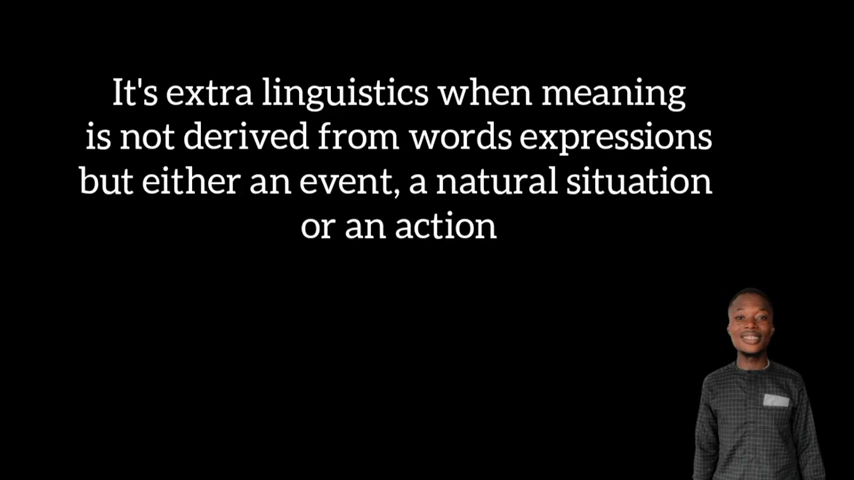 It's extra linguistics when meaning
is not derived from words expressions
but either an event, a natural situation
or an action